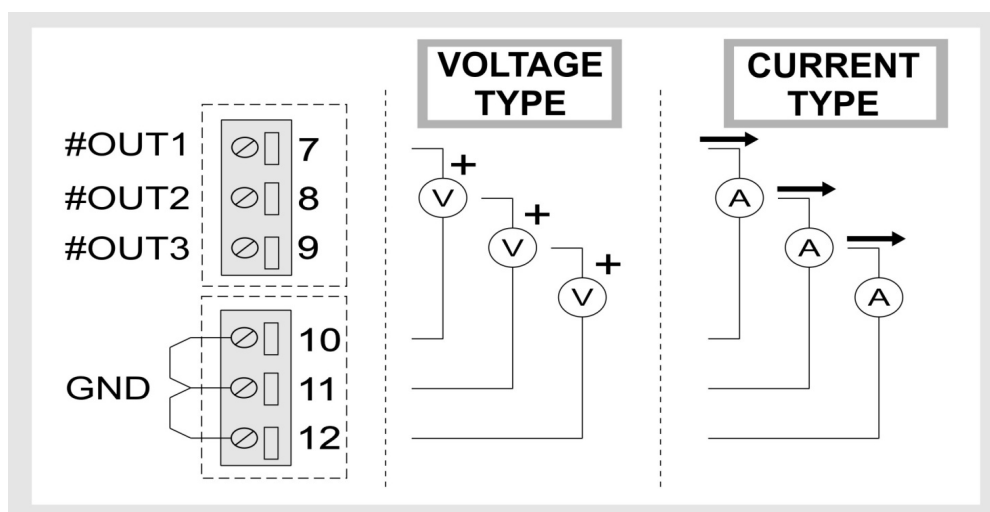 VOLTAGE
TYPE
CURRENT
TYPE
#OUT1 7
#OUT2 8
#OUT3 9
+
V
+
V
+
V
A
A
A
10
GND 11
12